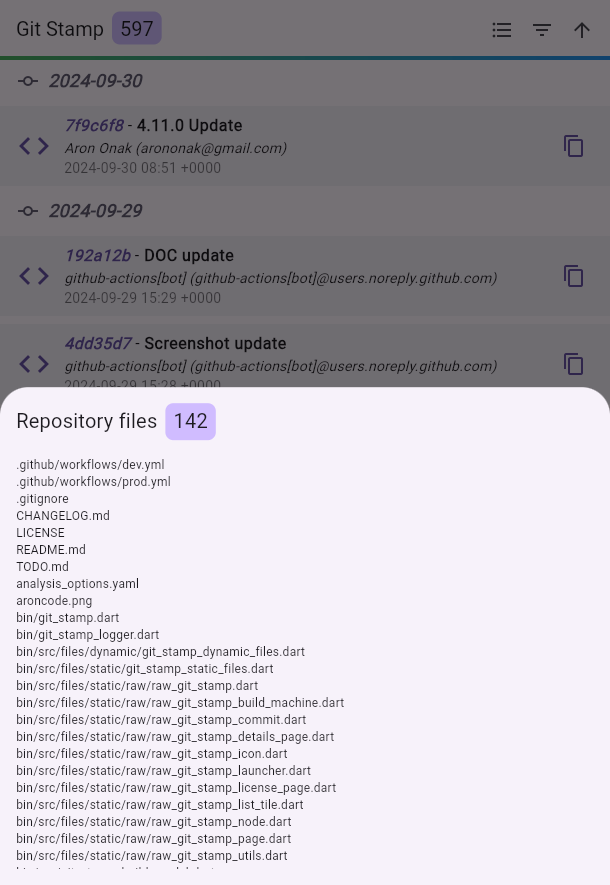 Git Stamp 597
2024-09-30
7f9c6f8 - 4.11.0 Update
Aron Onak (arononak@gmail.com)
2024-09-30 08:51 +0000
2024-09-29
192a12b - DOC update
github-actions[bot] (github-actions[bot]@users.noreply.github.com)
2024-09-29 15:29 +0000
4dd35d7 - Screenshot update
github-actions[bot] (github-actions[bot]@users.noreply.github.com)
2024-09-29 15:28 +0000
Repository files 142
.github/workflows/dev.yml
.github/workflows/prod.yml
.gitignore
CHANGELOG.md
LICENSE
README.md
TODO.md
analysis_options.yaml
aroncode.png
bin/git_stamp.dart
bin/git_stamp_logger.dart
bin/src/files/dynamic/git_stamp_dynamic_files.dart
bin/src/files/static/git_stamp_static_files.dart
bin/src/files/static/raw/raw_git_stamp.dart
bin/src/files/static/raw/raw_git_stamp_build_machine.dart
bin/src/files/static/raw/raw_git_stamp_commit.dart
bin/src/files/static/raw/raw_git_stamp_details_page.dart
bin/src/files/static/raw/raw_git_stamp_icon.dart
bin/src/files/static/raw/raw_git_stamp_launcher.dart
bin/src/files/static/raw/raw_git_stamp_license_page.dart
bin/src/files/static/raw/raw_git_stamp_list_tile.dart
bin/src/files/static/raw/raw_git_stamp_node.dart
bin/src/files/static/raw/raw_git_stamp_page.dart
bin/src/files/static/raw/raw_git_stamp_utils.dart